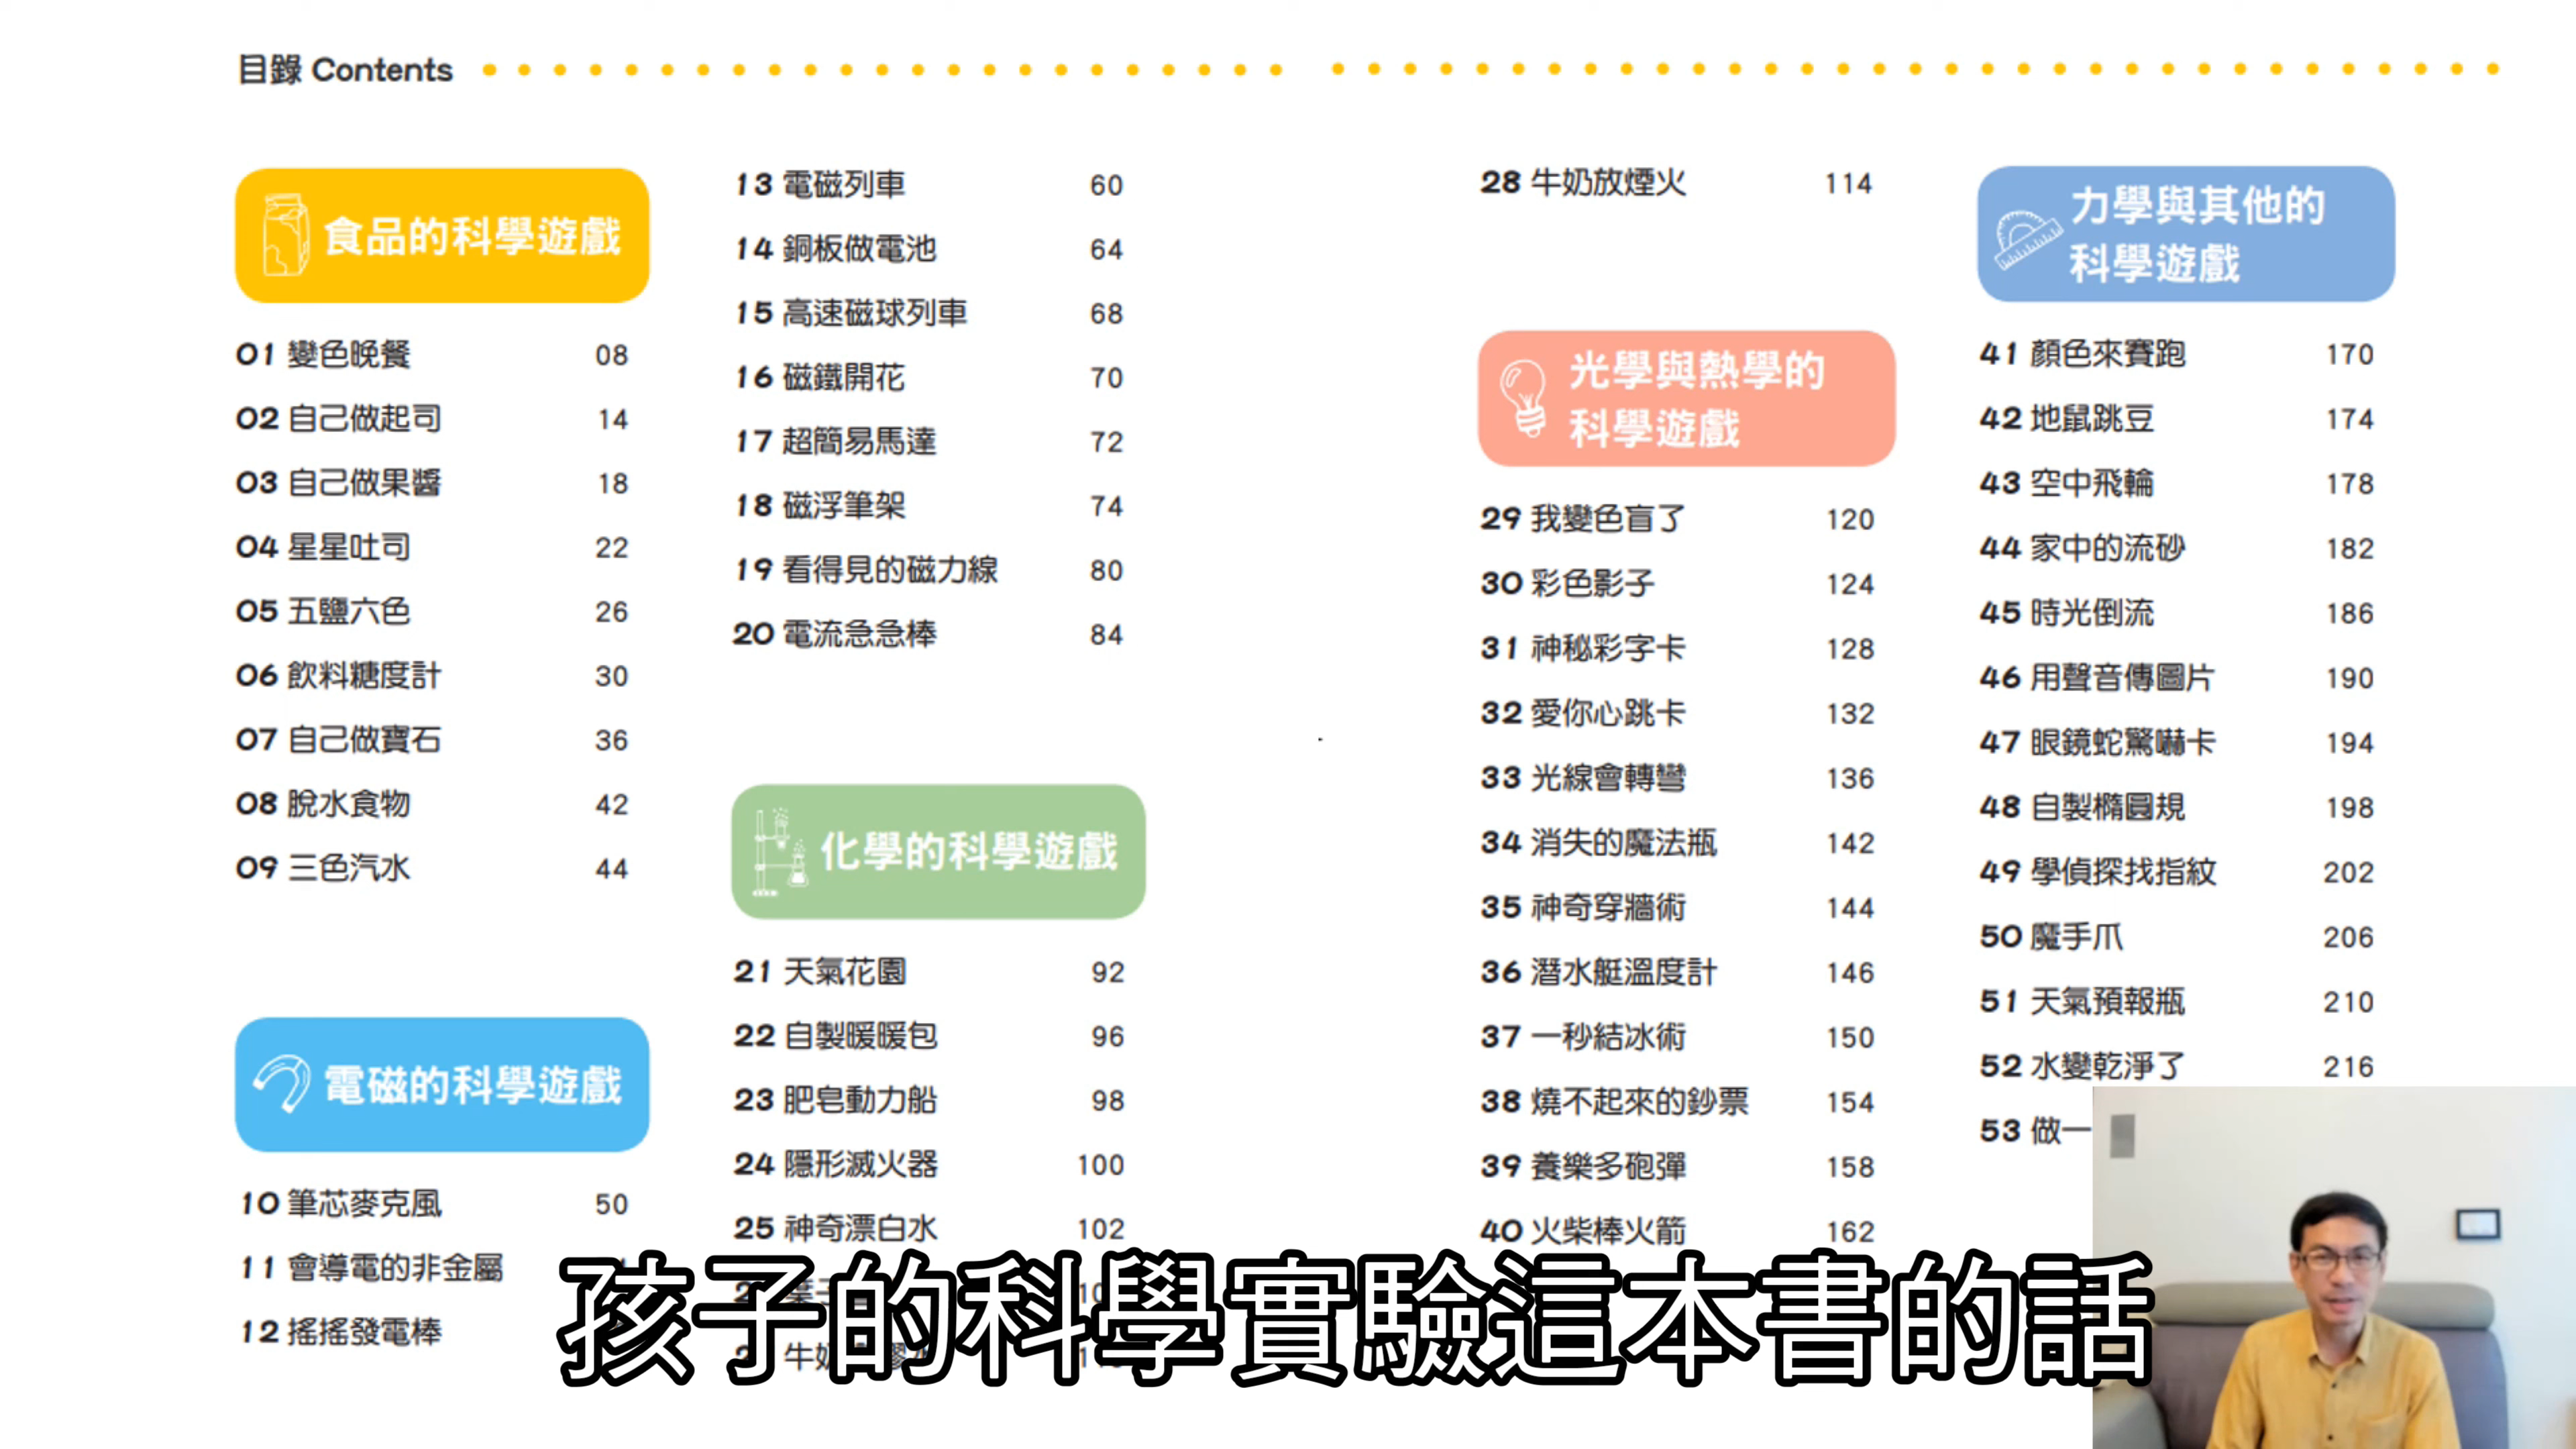 目錄 Contents
食品的科學遊戲
01 變色晚餐 08
02 自己做起司 14
03 自己做果醬 18
04 星星吐司 22
05 五鹽六色 26
06 飲料糖度計 30
07 自己做寶石 36
08 脫水食物 42
09 三色汽水 44
電磁的科學遊戲
10 筆芯麥克風 50
11 會導電的非金屬
12 搖搖發電棒
13 電磁列車 60
14 銅板做電池 64
15 高速磁球列車 68
16 磁鐵開花 70
17 超簡易馬達 72
18 磁浮筆架 74
19 看得見的磁力線 80
20 電流急急棒 84
化學的科學遊戲
21 天氣花園 92
22 自製暖暖包 96
23 肥皂動力船 98
24 隱形滅火器 100
25 神奇漂白水 102
28 牛奶放煙火 114
光學與熱學的
科學遊戲
29 我變色盲了 120
30 彩色影子 124
31 神秘彩字卡 128
32 愛你心跳卡 132
33 光線會轉彎 136
34 消失的魔法瓶 142
35 神奇穿牆術 144
36 潛水艇溫度計 146
37 一秒結冰術 150
38 燒不起來的鈔票 154
39 養樂多砲彈 158
40 火柴棒火箭 162
力學與其他的
科學遊戲
41 顏色來賽跑 170
42 地鼠跳豆 174
43 空中飛輪 178
44 家中的流砂 182
45 時光倒流 186
46 用聲音傳圖片 190
47 眼鏡蛇驚嚇卡 194
48 自製橢圓規 198
49 學偵探找指紋 202
50 魔手爪 206
51 天氣預報瓶 210
52 水變乾淨了 216
53 做一
孩子的科學實驗這本書的話